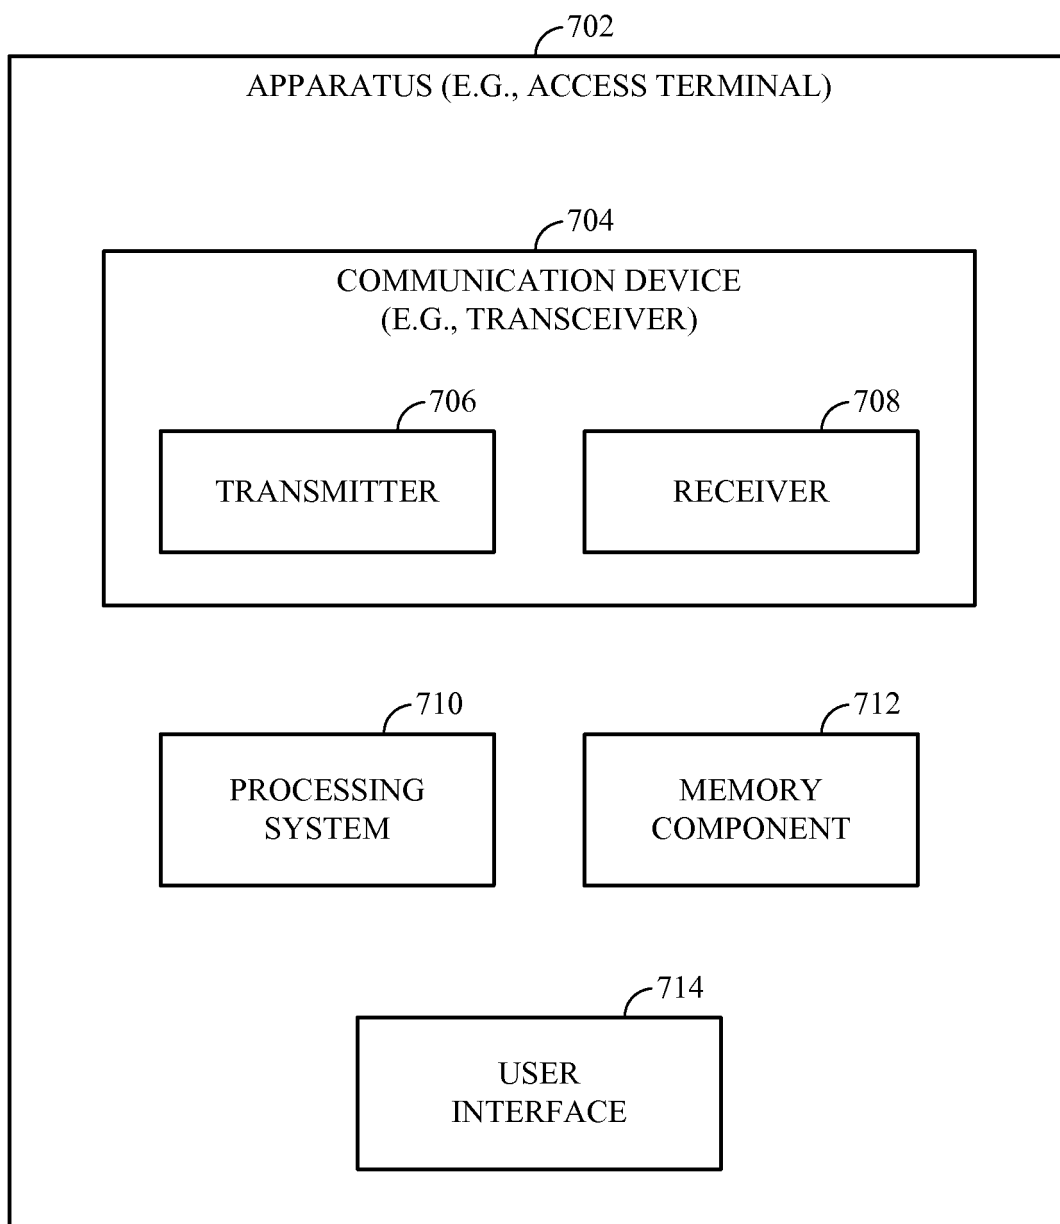 702
APPARATUS (E.G., ACCESS TERMINAL)
704
COMMUNICATION DEVICE
(E.G., TRANSCEIVER)
706
708
TRANSMITTER
RECEIVER
710
712
PROCESSING
SYSTEM
MEMORY
COMPONENT
714
USER
INTERFACE